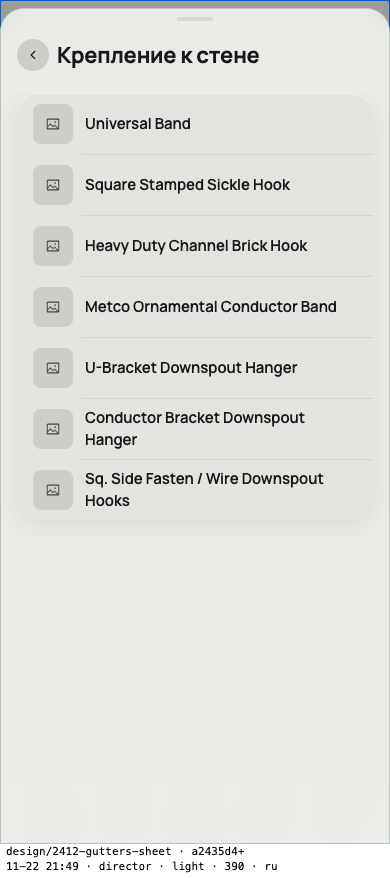 Крепление к стене
Universal Band
Square Stamped Sickle Hook
Heavy Duty Channel Brick Hook
Metco Ornamental Conductor Band
U-Bracket Downspout Hanger
Conductor Bracket Downspout
Hanger
Sq. Side Fasten / Wire Downspout
Hooks
design/2412-gutters-sheet · a2435d4+
11-22 21:49 · director · light · 390 · ru